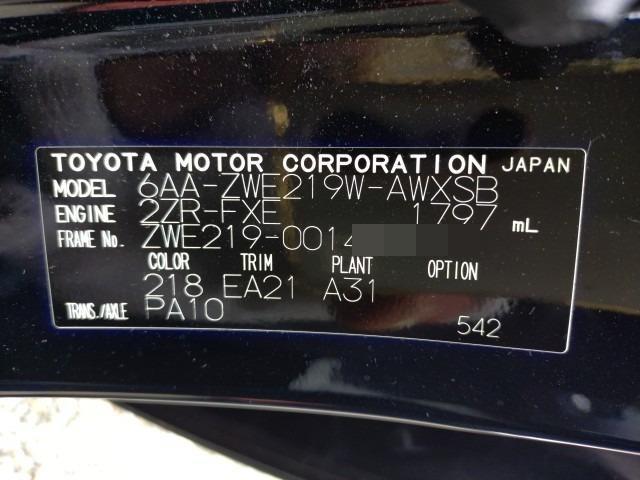 TOYOTA MOTOR CORPORATION JAPAN
MODEL 6AA-ZWE219W-AWXSB
ENGINE 2ZR-FXE 1797 mL
FRAME No. ZWE219-0014
COLOR TRIM PLANT OPTION
218 EA21 A31
TRANS./AXLE PA10
542